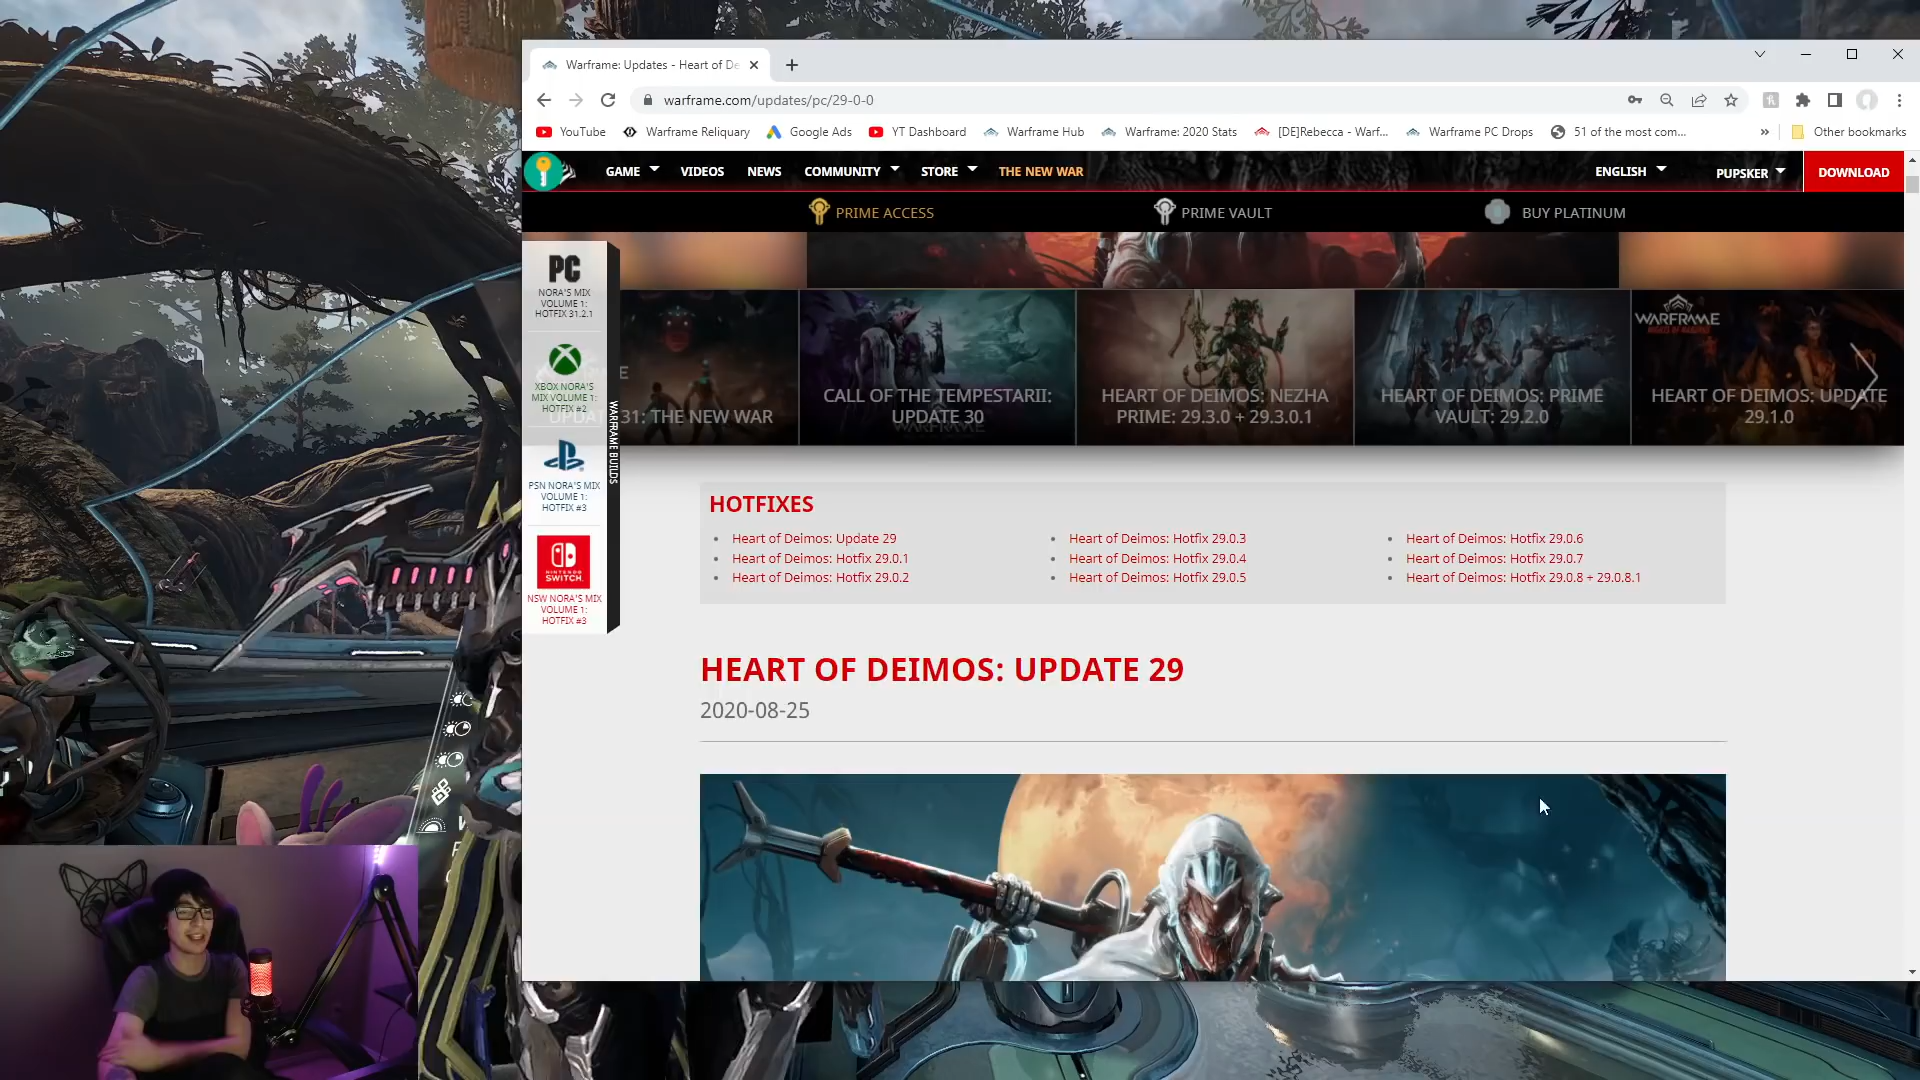 Warframe: Updates - Heart of De
warframe.com/updates/pc/29-0-0
YouTube
Warframe Reliquary
Google Ads
YT Dashboard
Warframe Hub
Warframe: 2020 Stats
[DE]Rebecca - Warf...
Warframe PC Drops
51 of the most com...
»
Other bookmarks
GAME
VIDEOS
NEWS
COMMUNITY
STORE
THE NEW WAR
ENGLISH
PUPSKER
DOWNLOAD
PRIME ACCESS
PRIME VAULT
BUY PLATINUM
PC
NORA'S MIX
VOLUME 1:
HOTFIX 31.2.1
XBOX NORA'S
MIX VOLUME 1:
HOTFIX #2
PSN NORA'S MIX
VOLUME 1:
HOTFIX #3
NINTENDO
SWITCH.
NSW NORA'S MIX
VOLUME 1:
HOTFIX #3
WARFRAME BUILDS
UPDATE 31: THE NEW WAR
CALL OF THE TEMPESTARII:
UPDATE 30
HEART OF DEIMOS: NEZHA
PRIME: 29.3.0 + 29.3.0.1
HEART OF DEIMOS: PRIME
VAULT: 29.2.0
WARFRAME
HEART OF DEIMOS: UPDATE
29.1.0
HOTFIXES
Heart of Deimos: Update 29
Heart of Deimos: Hotfix 29.0.1
Heart of Deimos: Hotfix 29.0.2
Heart of Deimos: Hotfix 29.0.3
Heart of Deimos: Hotfix 29.0.4
Heart of Deimos: Hotfix 29.0.5
Heart of Deimos: Hotfix 29.0.6
Heart of Deimos: Hotfix 29.0.7
Heart of Deimos: Hotfix 29.0.8 + 29.0.8.1
HEART OF DEIMOS: UPDATE 29
2020-08-25